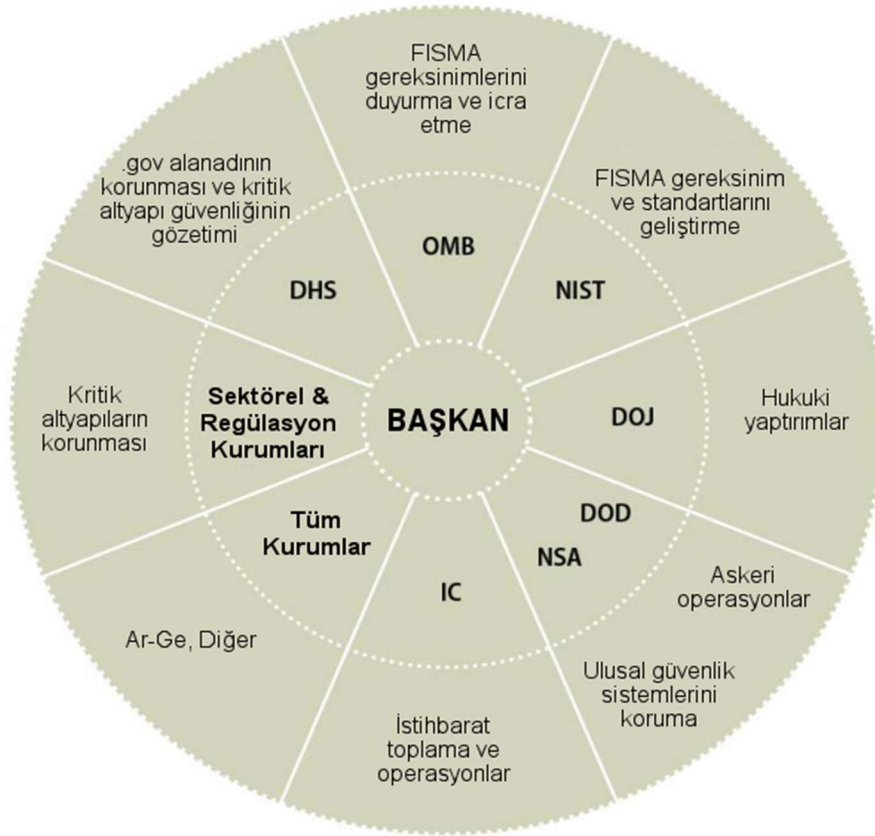 FISMA
gereksinimlerini
duyurma ve icra
etme
.gov alanadının
korunması ve kritik
altyapı güvenliğinin
gözetimi
FISMA gereksinim
ve standartlarını
geliştirme
OMB
DHS
NIST
Kritik
altyapıların
korunması
Sektörel &
Regülasyon
Kurumları
BAŞKAN
DOJ
Hukuki
yaptırımlar
Tüm
Kurumlar
DOD
NSA
IC
Askeri
operasyonlar
Ar-Ge, Diğer
Ulusal güvenlik
sistemlerini
koruma
İstihbarat
toplama ve
operasyonlar